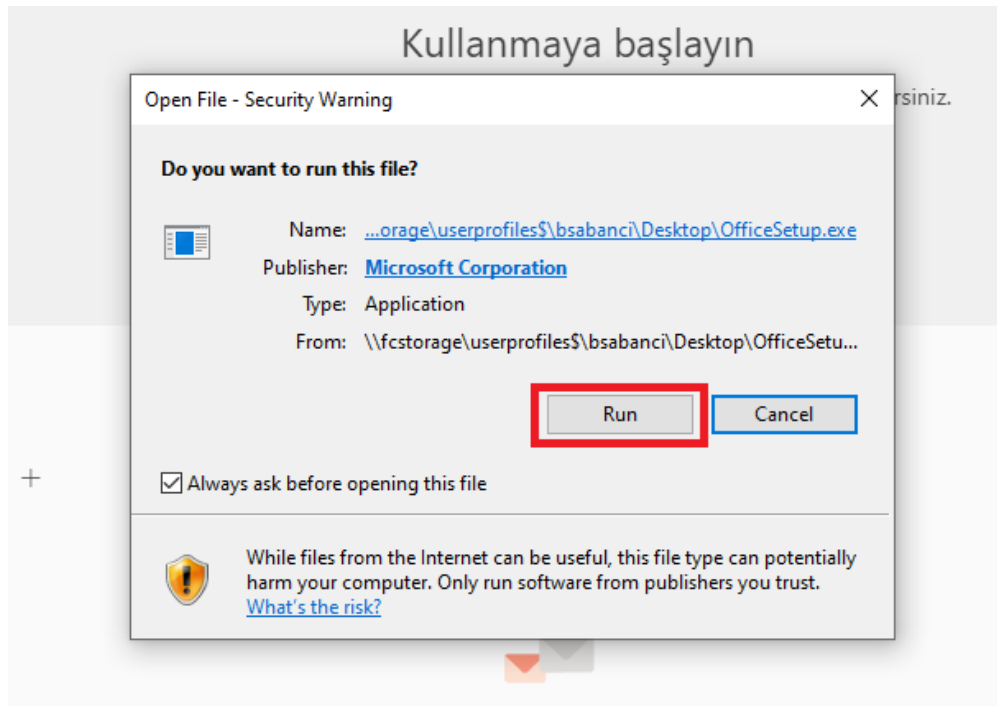 Kullanmaya başlayın
rsiniz.
Open File - Security Warning
Do you want to run this file?
Name: ...orage\userprofiles$\bsabanci\Desktop\OfficeSetup.exe
Publisher: Microsoft Corporation
Type: Application
From: \\fcstorage\userprofiles$\bsabanci\Desktop\OfficeSetu...
Run Cancel
Always ask before opening this file
While files from the Internet can be useful, this file type can potentially
harm your computer. Only run software from publishers you trust.
What's the risk?